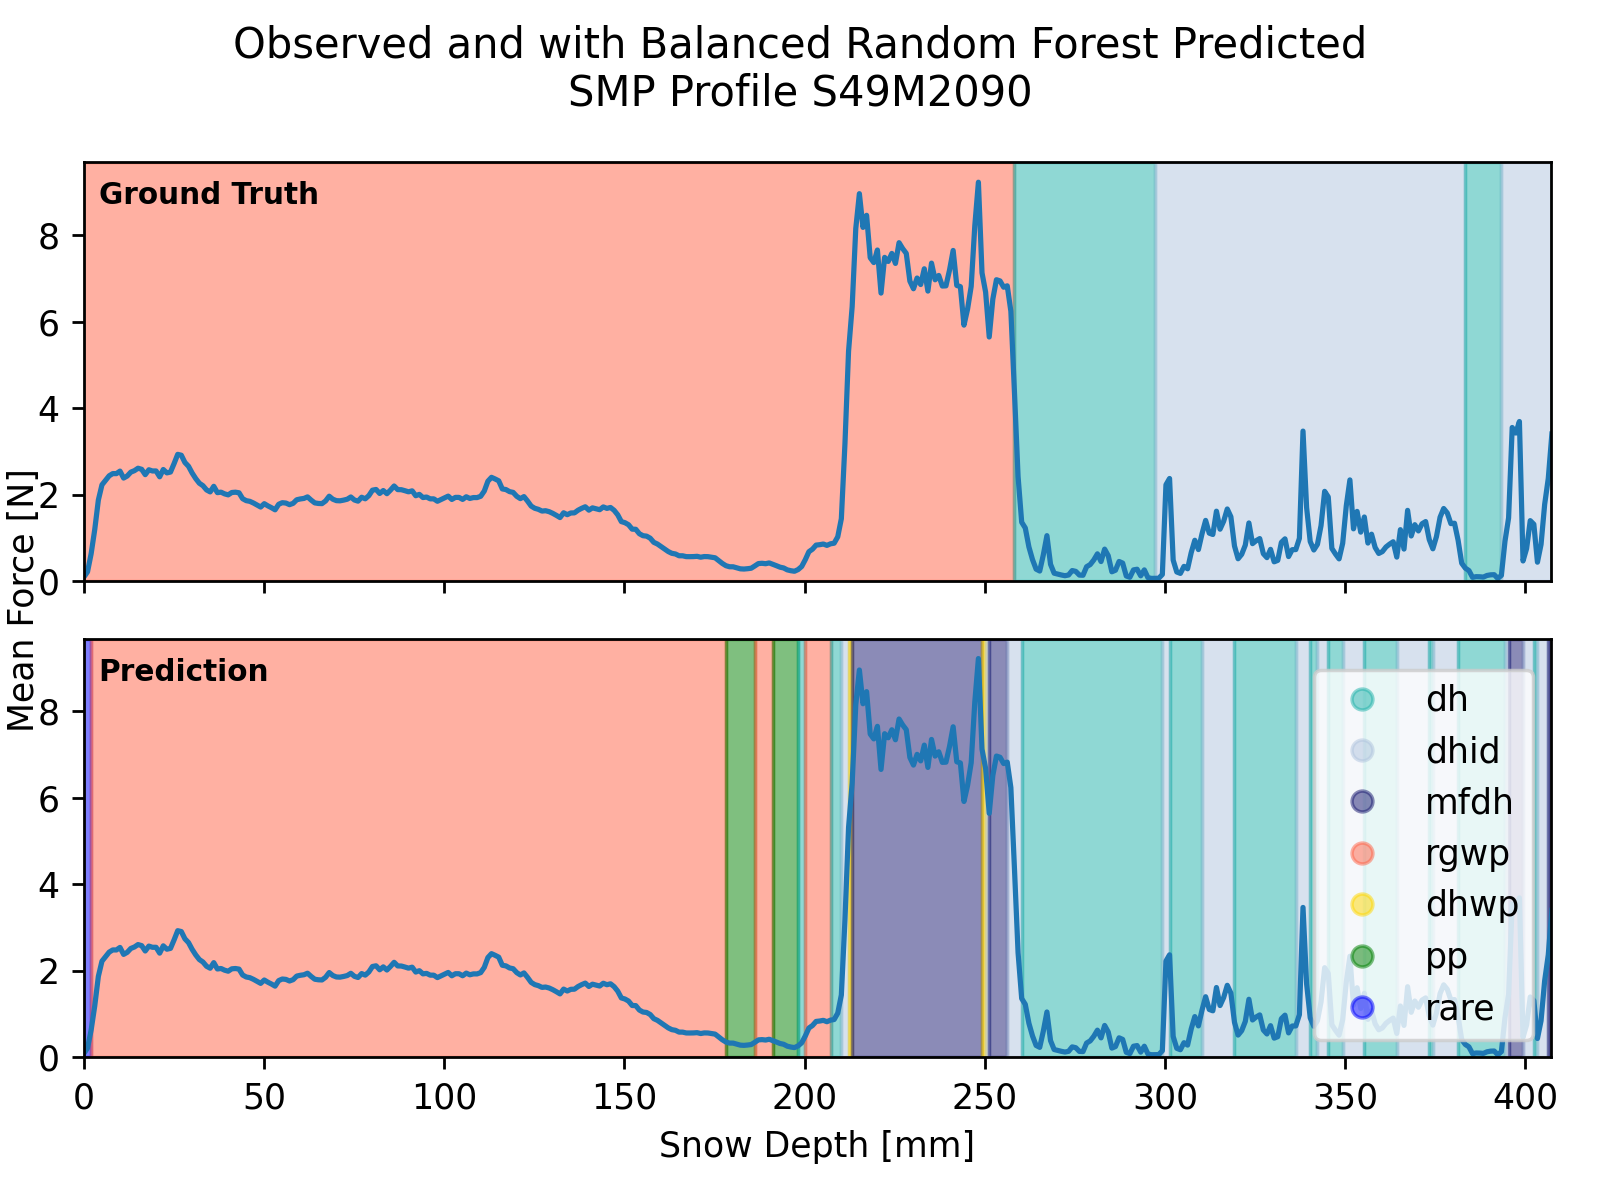 Observed and with Balanced Random Forest Predicted
SMP Profile S49M2090
Ground Truth
8
6
4
2
0
Mean Force [N]
Prediction
8
6
4
2
0
dh
dhid
mfdh
rgwp
dhwp
pp
rare
0 50 100 150 200 250 300 350 400
Snow Depth [mm]